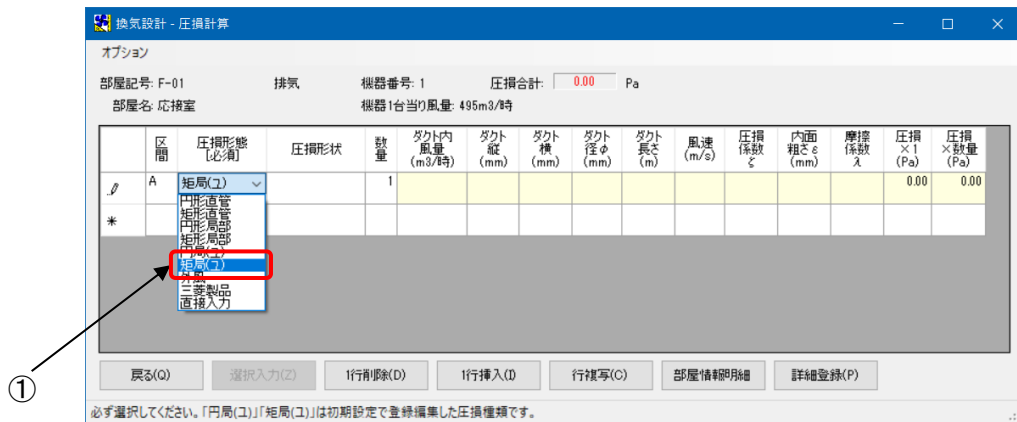 換気設計 - 圧損計算
オプション
部屋記号: F-01 排気 機器番号: 1 圧損合計: 0.00 Pa
部屋名: 応接室 機器1台当り風量: 495m3/時
区間 圧損形態[必須] 圧損形状 数量 ダクト内風量(m3/時) ダクト縦(mm) ダクト横(mm) ダクト径φ(mm) ダクト長さ(m) 風速(m/s) 圧損係数ζ 内面粗さε(mm) 摩擦係数λ 圧損×1(Pa) 圧損×数量(Pa)
A 矩局(ユ) 1 0.00 0.00
*
円形直管
矩形直管
円形局部
矩形局部
円局(ユ)
矩局(ユ)
外風
三菱製品
直接入力
①
戻る(Q) 選択入力(Z) 1行削除(D) 1行挿入(I) 行複写(C) 部屋情報明細 詳細登録(P)
必ず選択してください。「円局(ユ)」「矩局(ユ)」は初期設定で登録編集した圧損種類です。